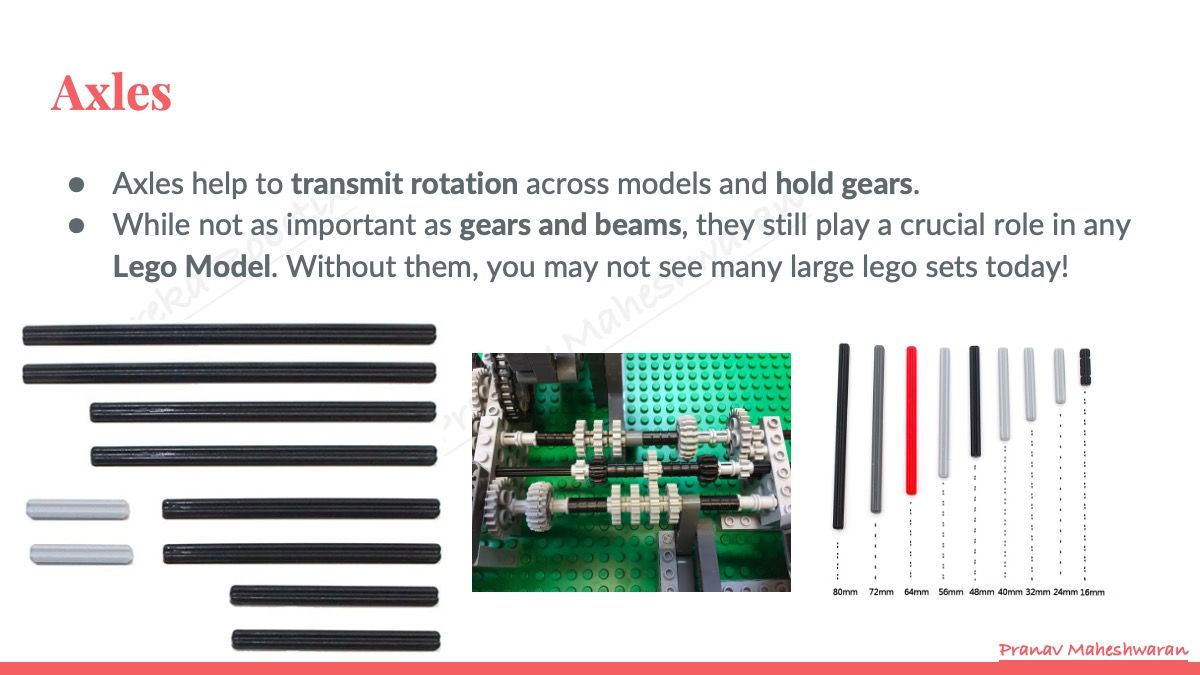 Axles
● Axles help to transmit rotation across models and hold gears.
● While not as important as gears and beams, they still play a crucial role in any
Lego Model. Without them, you may not see many large lego sets today!
80mm 72mm 64mm 56mm 48mm 40mm 32mm 24mm 16mm
Pranav Maheshwaran